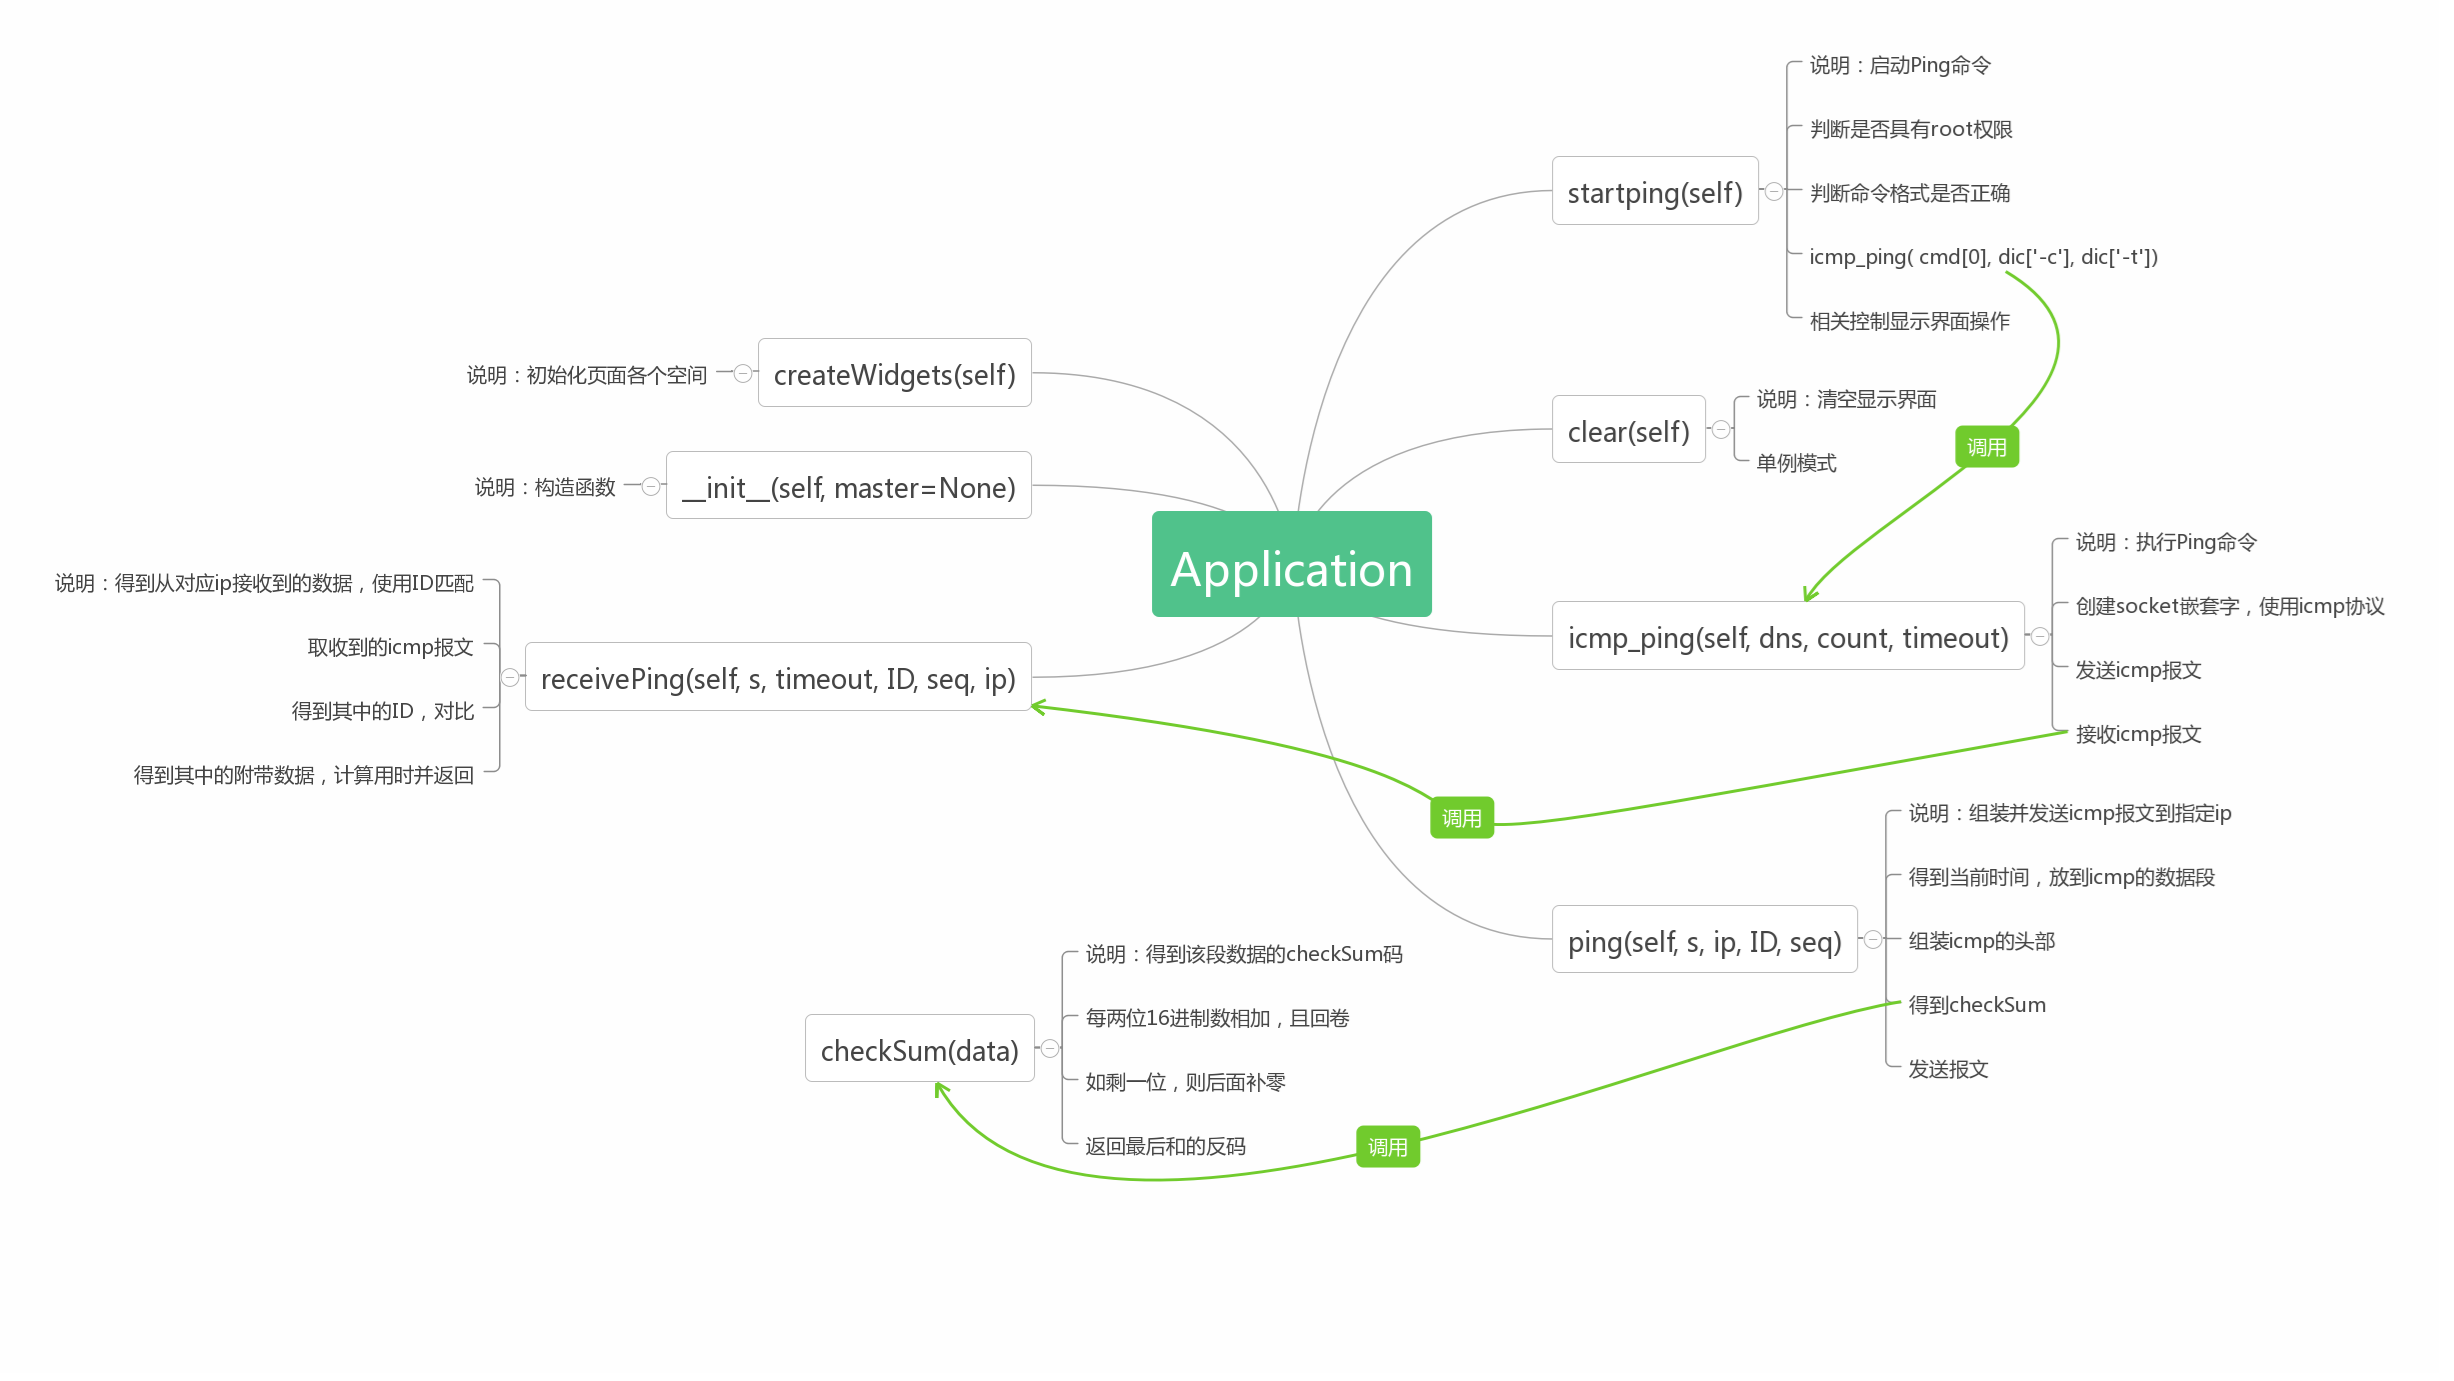 Application
startping(self)
说明：启动Ping命令
判断是否具有root权限
判断命令格式是否正确
icmp_ping( cmd[0], dic['-c'], dic['-t'])
相关控制显示界面操作
clear(self)
说明：清空显示界面
单例模式
调用
icmp_ping(self, dns, count, timeout)
说明：执行Ping命令
创建socket嵌套字，使用icmp协议
发送icmp报文
接收icmp报文
调用
ping(self, s, ip, ID, seq)
说明：组装并发送icmp报文到指定ip
得到当前时间，放到icmp的数据段
组装icmp的头部
得到checkSum
发送报文
调用
createWidgets(self)
说明：初始化页面各个空间
__init__(self, master=None)
说明：构造函数
receivePing(self, s, timeout, ID, seq, ip)
说明：得到从对应ip接收到的数据，使用ID匹配
取收到的icmp报文
得到其中的ID，对比
得到其中的附带数据，计算用时并返回
checkSum(data)
说明：得到该段数据的checkSum码
每两位16进制数相加，且回卷
如剩一位，则后面补零
返回最后和的反码